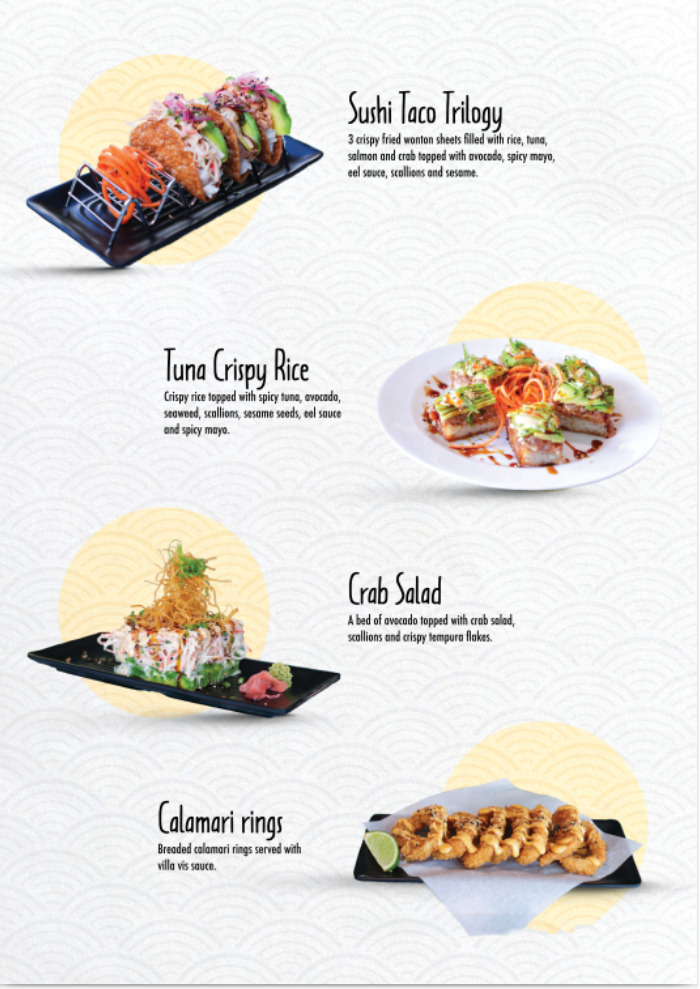 Sushi Taco Trilogy
3 crispy fried wonton sheets filled with rice, tuna,
salmon and crab topped with avocado, spicy mayo,
eel sauce, scallions and sesame.
Tuna Crispy Rice
Crispy rice topped with spicy tuna, avocado,
seaweed, scallions, sesame seeds, eel sauce
and spicy mayo.
Crab Salad
A bed of avocado topped with crab salad,
scallions and crispy tempura flakes.
Calamari rings
Breaded calamari rings served with
villa vis sauce.